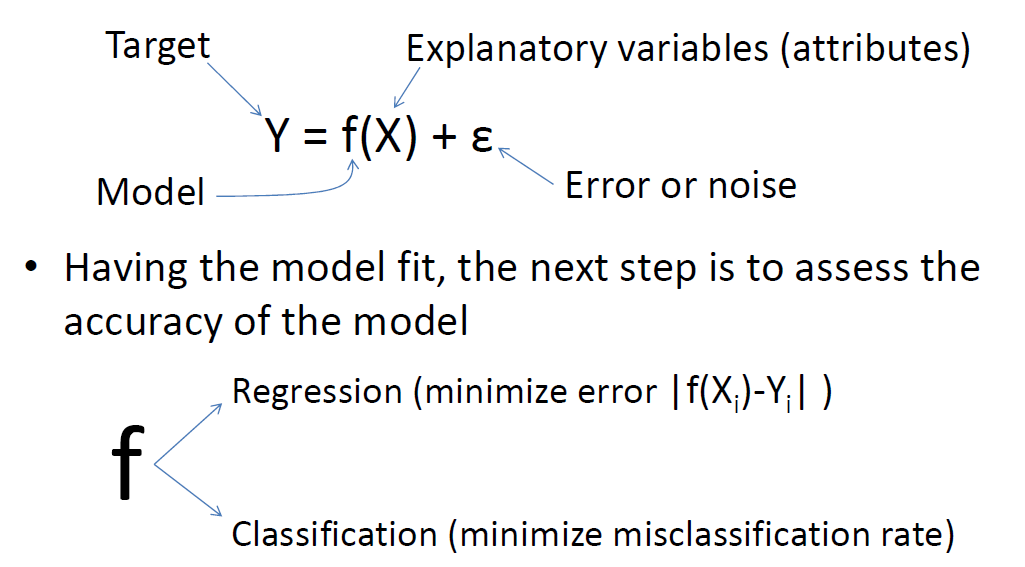 Target
Explanatory variables (attributes)
Y = f(X) + ε
Model
Error or noise
• Having the model fit, the next step is to assess the
accuracy of the model
Regression (minimize error |f(Xᵢ)-Yᵢ| )
f
Classification (minimize misclassification rate)